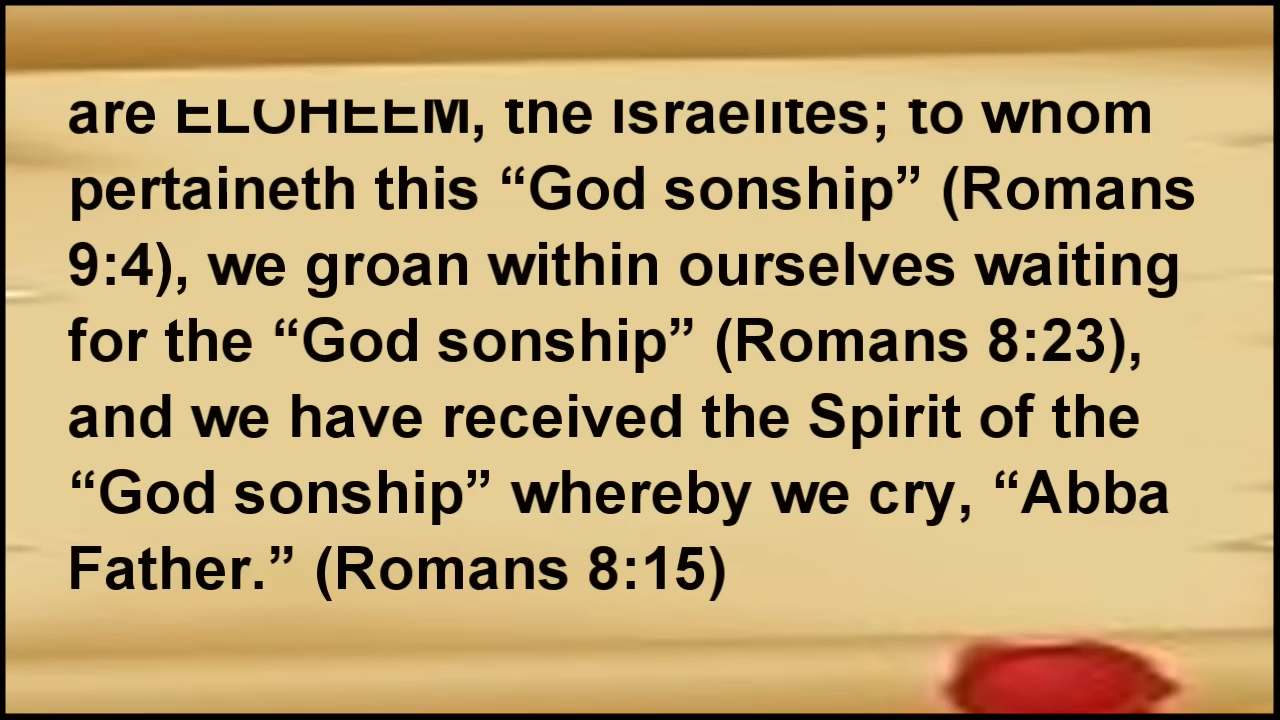 are ELOHEEM, the Israelites; to whom
pertaineth this “God sonship” (Romans
9:4), we groan within ourselves waiting
for the “God sonship” (Romans 8:23),
and we have received the Spirit of the
“God sonship” whereby we cry, “Abba
Father.” (Romans 8:15)